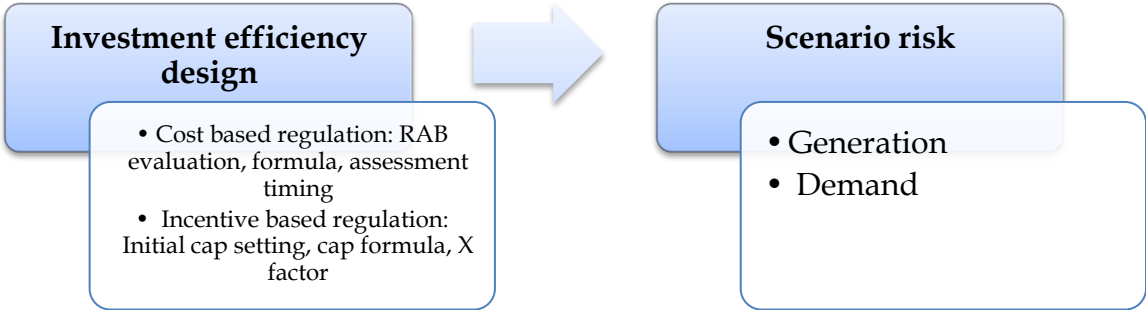 Investment efficiency
design
• Cost based regulation: RAB
evaluation, formula, assessment
timing
• Incentive based regulation:
Initial cap setting, cap formula, X
factor
Scenario risk
• Generation
• Demand